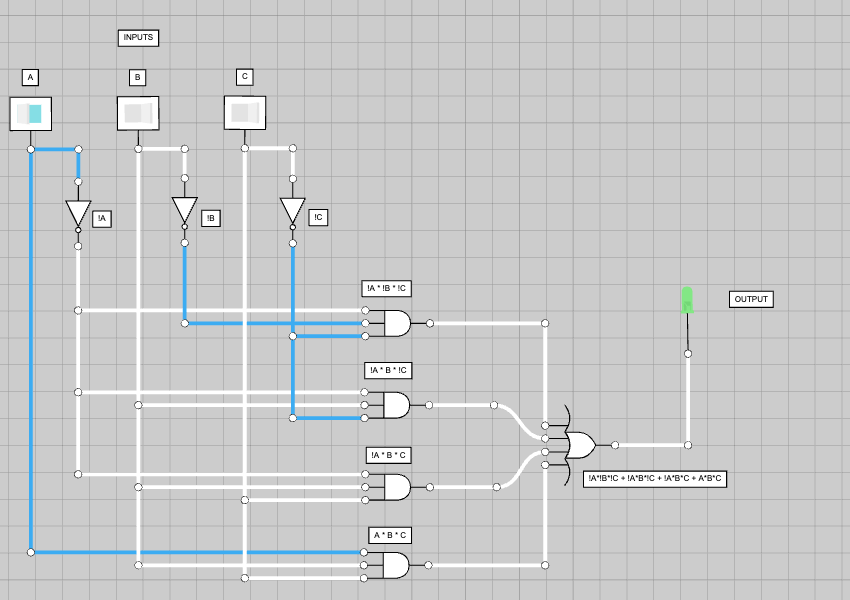 INPUTS
A
B
C
!A
!B
!C
!A * !B * !C
OUTPUT
!A * B * !C
!A * B * C
!A*!B*!C + !A*B*!C + !A*B*C + A*B*C
A * B * C